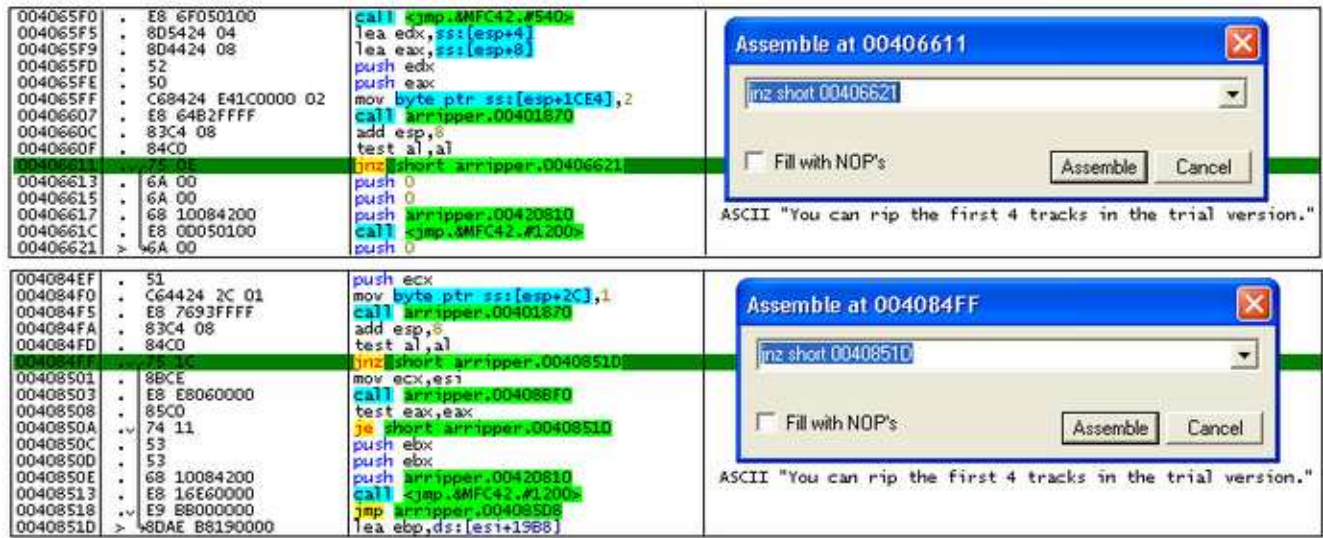 004065F0 . E8 6F050100 call <jmp.&MFC42.#540>
004065F5 . 8D5424 04 lea edx,ss:[esp+4]
004065F9 . 8D4424 08 lea eax,ss:[esp+8]
004065FD . 52 push edx
004065FE . 50 push eax
004065FF . C68424 E41C0000 02 mov byte ptr ss:[esp+1CE4],2
00406607 . E8 64B2FFFF call arripper.00401870
0040660C . 83C4 08 add esp,8
0040660F . 84C0 test al,al
00406611 .,v 75 0E jnz short arripper.00406621
00406613 . 6A 00 push 0
00406615 . 6A 00 push 0
00406617 . 68 10084200 push arripper.00420810 ASCII "You can rip the first 4 tracks in the trial version."
0040661C . E8 0D050100 call <jmp.&MFC42.#1200>
00406621 > 6A 00 push 0
Assemble at 00406611
jnz short 00406621
Fill with NOP's
Assemble
Cancel
004084EF . 51 push ecx
004084F0 . C64424 2C 01 mov byte ptr ss:[esp+2C],1
004084F5 . E8 7693FFFF call arripper.00401870
004084FA . 83C4 08 add esp,8
004084FD . 84C0 test al,al
004084FF .,v 75 1C jnz short arripper.0040851D
00408501 . 8BCE mov ecx,esi
00408503 . E8 E8060000 call arripper.00408BF0
00408508 . 85C0 test eax,eax
0040850A .,v 74 11 je short arripper.0040851D
0040850C . 53 push ebx
0040850D . 53 push ebx
0040850E . 68 10084200 push arripper.00420810 ASCII "You can rip the first 4 tracks in the trial version."
00408513 . E8 16E60000 call <jmp.&MFC42.#1200>
00408518 .,v E9 BB000000 jmp arripper.004085D8
0040851D > 8DAE B8190000 lea ebp,ds:[esi+19B8]
Assemble at 004084FF
jnz short 0040851D
Fill with NOP's
Assemble
Cancel